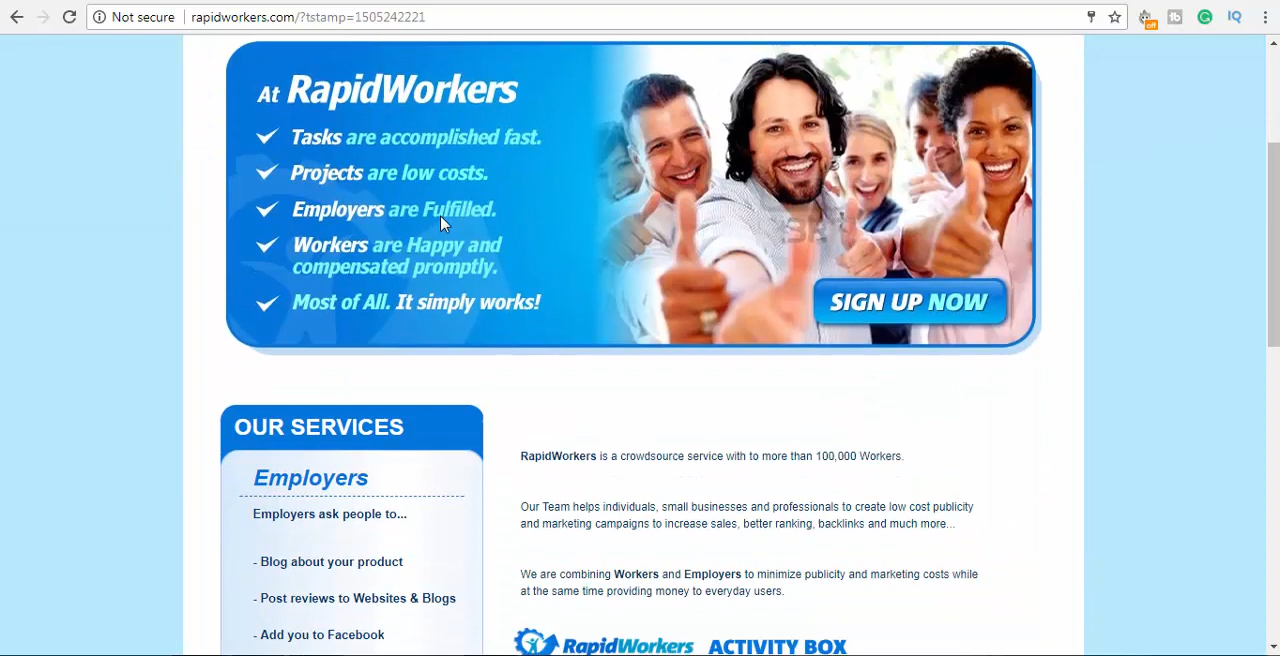 Not secure | rapidworkers.com/?tstamp=1505242221
off
tb
IQ
At RapidWorkers
Tasks are accomplished fast.
Projects are low costs.
Employers are Fulfilled.
Workers are Happy and
compensated promptly.
Most of All. It simply works!
SIGN UP NOW
OUR SERVICES
Employers
Employers ask people to...
- Blog about your product
- Post reviews to Websites & Blogs
- Add you to Facebook
RapidWorkers is a crowdsource service with to more than 100,000 Workers.
Our Team helps individuals, small businesses and professionals to create low cost publicity
and marketing campaigns to increase sales, better ranking, backlinks and much more...
We are combining Workers and Employers to minimize publicity and marketing costs while
at the same time providing money to everyday users.
RapidWorkers ACTIVITY BOX